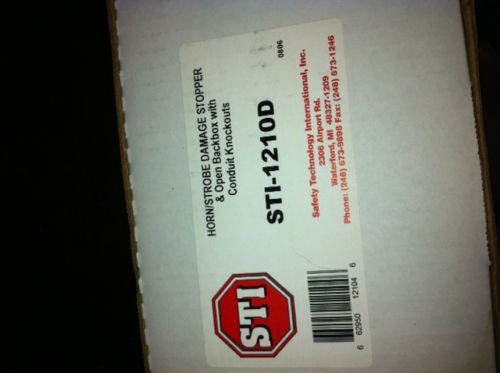 HORN/STROBE DAMAGE STOPPER
& Open Backbox with
Conduit Knockouts
STI-1210D
0806
Safety Technology International, Inc.
2306 Airport Rd.
Waterford, MI 48327-1209
Phone: (248) 673-9898 Fax: (248) 673-1246
STI
6 62950 12104 6